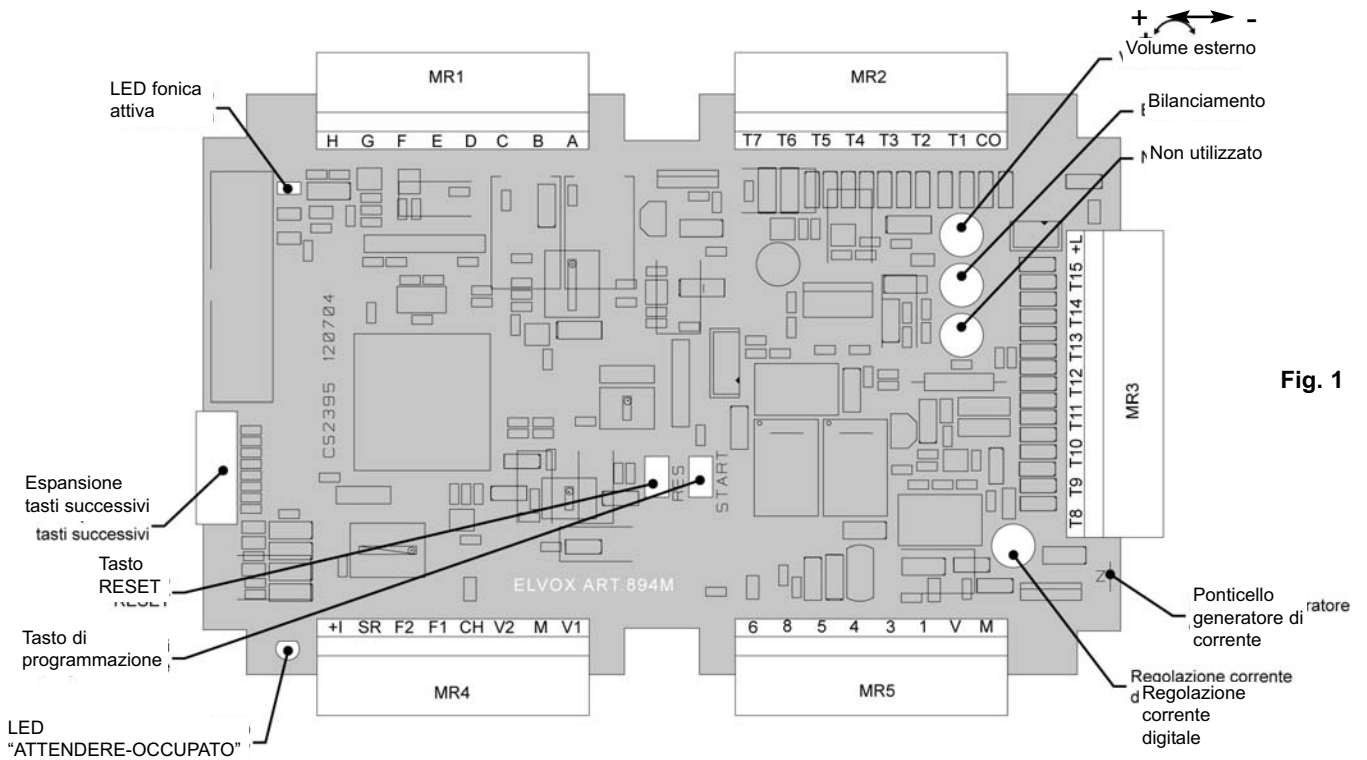 + -
Volume esterno
Bilanciamento
Non utilizzato
LED fonica
attiva
MR1
MR2
H G F E D C B A
T7 T6 T5 T4 T3 T2 T1 CO
T8 T9 T10 T11 T12 T13 T14 T15 +L
MR3
Fig. 1
CS2395 120704
RES
START
Espansione
tasti successivi
tasti successivi
Tasto
RESET
RESET
Tasto di
programmazione
LED
“ATTENDERE-OCCUPATO”
ELVOX ART.894M
+I SR F2 F1 CH V2 M V1
MR4
6 8 5 4 3 1 V M
MR5
Z
Ponticello
generatore di
corrente
ratore
Regolazione corrente
d
Regolazione
corrente
digitale